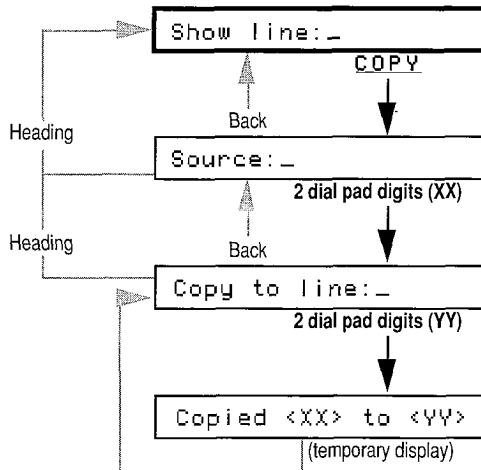 Show line:_
COPY
Back
Heading
Source:_
2 dial pad digits (XX)
Heading
Back
Copy to line:_
2 dial pad digits (YY)
Copied <XX> to <YY>
(temporary display)